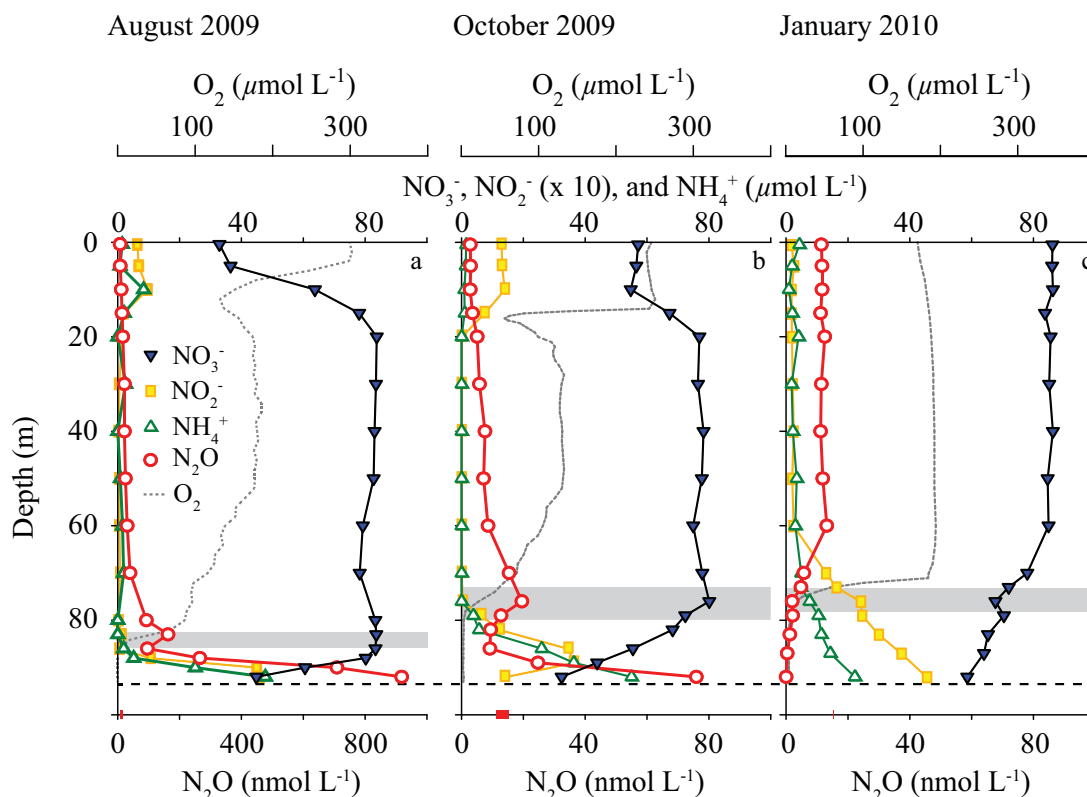 August 2009 October 2009 January 2010
O₂ (µmol L⁻¹) O₂ (µmol L⁻¹) O₂ (µmol L⁻¹)
100 300 100 300 100 300
NO₃⁻, NO₂⁻ (x 10), and NH₄⁺ (µmol L⁻¹)
0 40 80 0 40 80 0 40 80
a b c
Depth (m)
0
20
40
60
80
NO₃⁻
NO₂⁻
NH₄⁺
N₂O
O₂
0 400 800 0 40 80 0 40 80
N₂O (nmol L⁻¹) N₂O (nmol L⁻¹) N₂O (nmol L⁻¹)